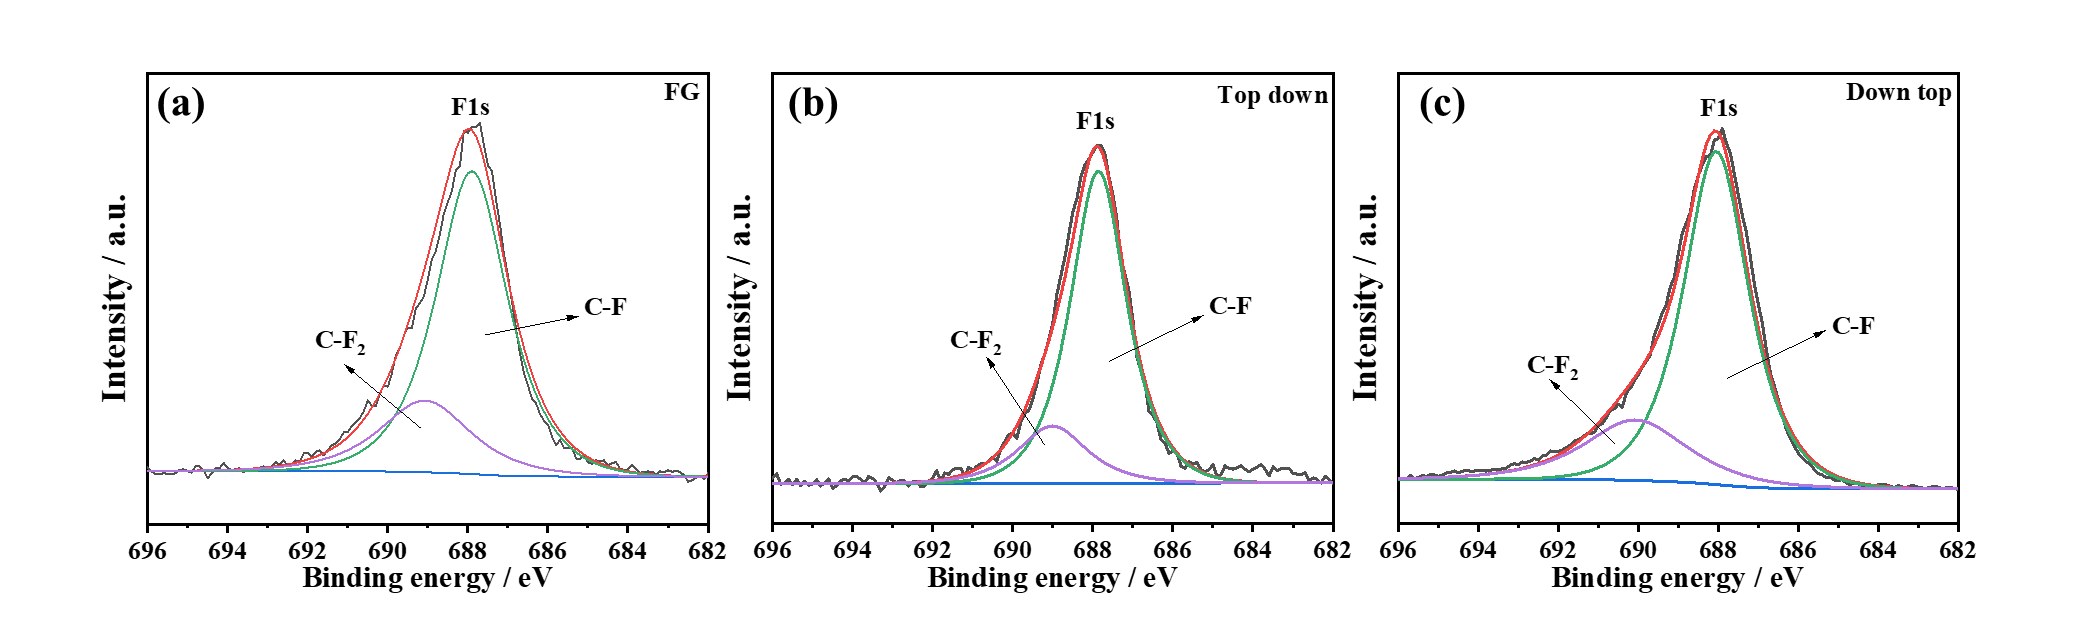 (a)
FG
F1s
C-F
C-F₂
Intensity / a.u.
696 694 692 690 688 686 684 682
Binding energy / eV
(b)
Top down
F1s
C-F
C-F₂
Intensity / a.u.
696 694 692 690 688 686 684 682
Binding energy / eV
(c)
Down top
F1s
C-F
C-F₂
Intensity / a.u.
696 694 692 690 688 686 684 682
Binding energy / eV